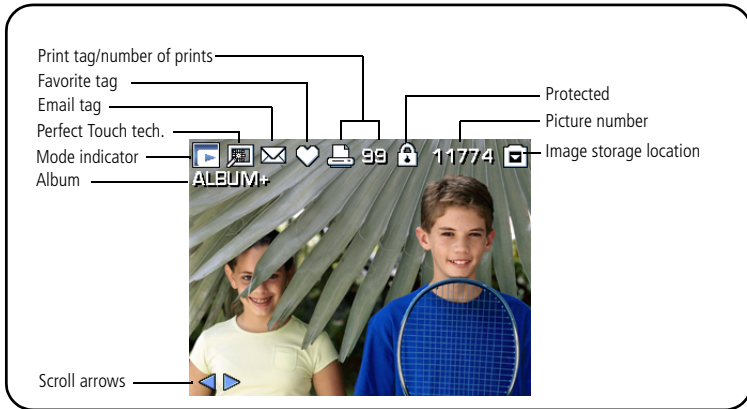 Print tag/number of prints
Favorite tag
Email tag
Perfect Touch tech.
Mode indicator
Album
Scroll arrows
Protected
Picture number
Image storage location
99 11774
ALBUM+